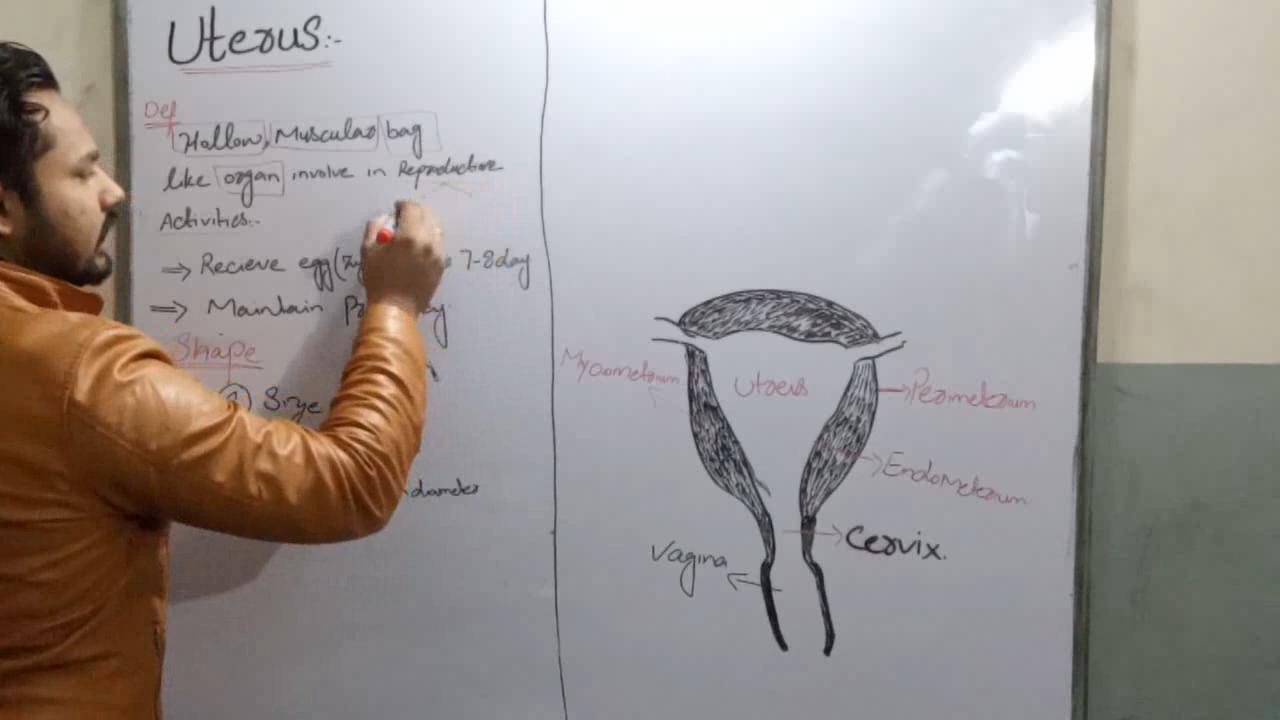 Uterus:-
Def
Hollow, Muscular bag
like organ involve in Reproductive
Activities:-
⇒ Recieve egg 7-8day
⇒ Maintain
Shape
① Size
diameter
Myometrium
Uterus
→ Perimetrium
→ Endometrium
→ Cervix.
Vagina